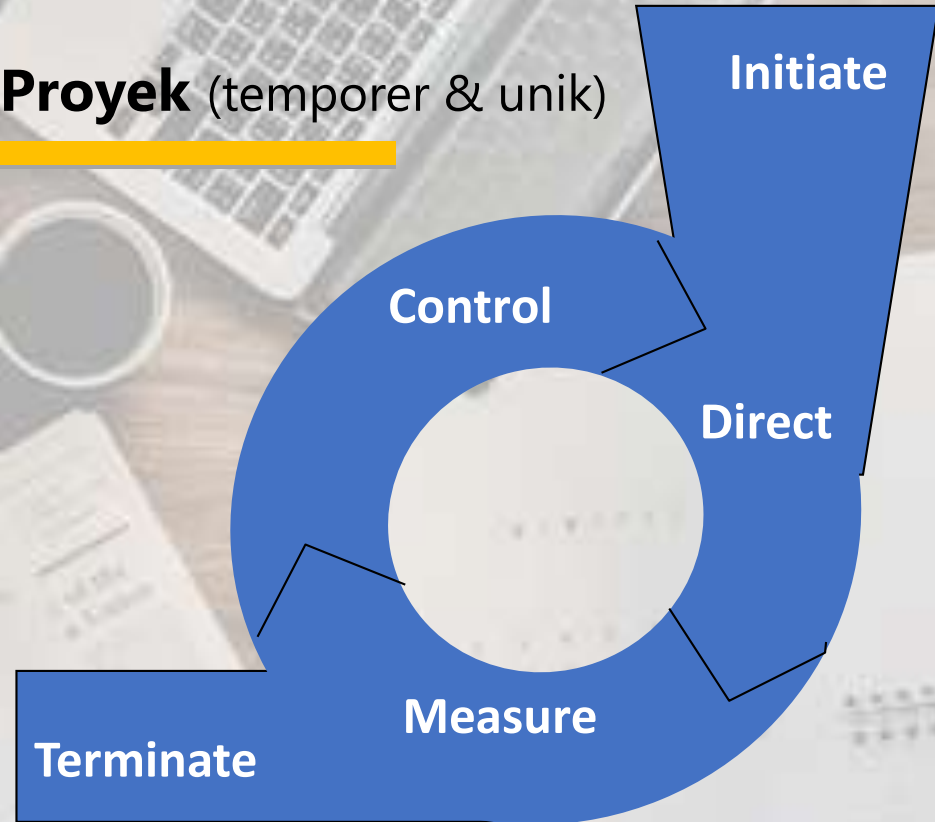 Proyek (temporer & unik)
Initiate
Control
Direct
Measure
Terminate